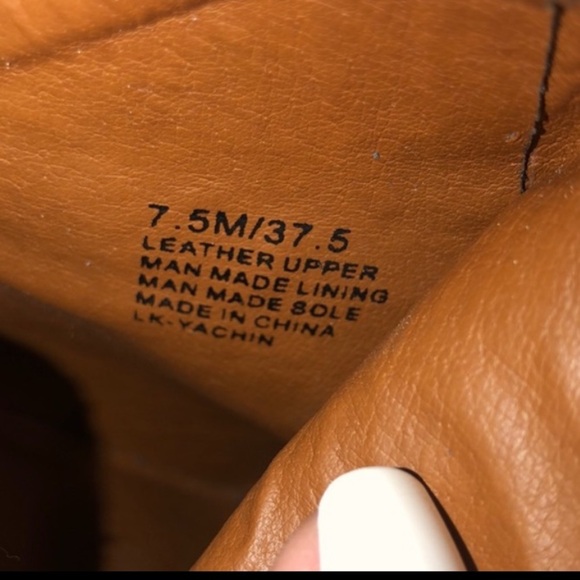 7.5M/37.5
LEATHER UPPER
MAN MADE LINING
MAN MADE SOLE
MADE IN CHINA
LK-YACHIN